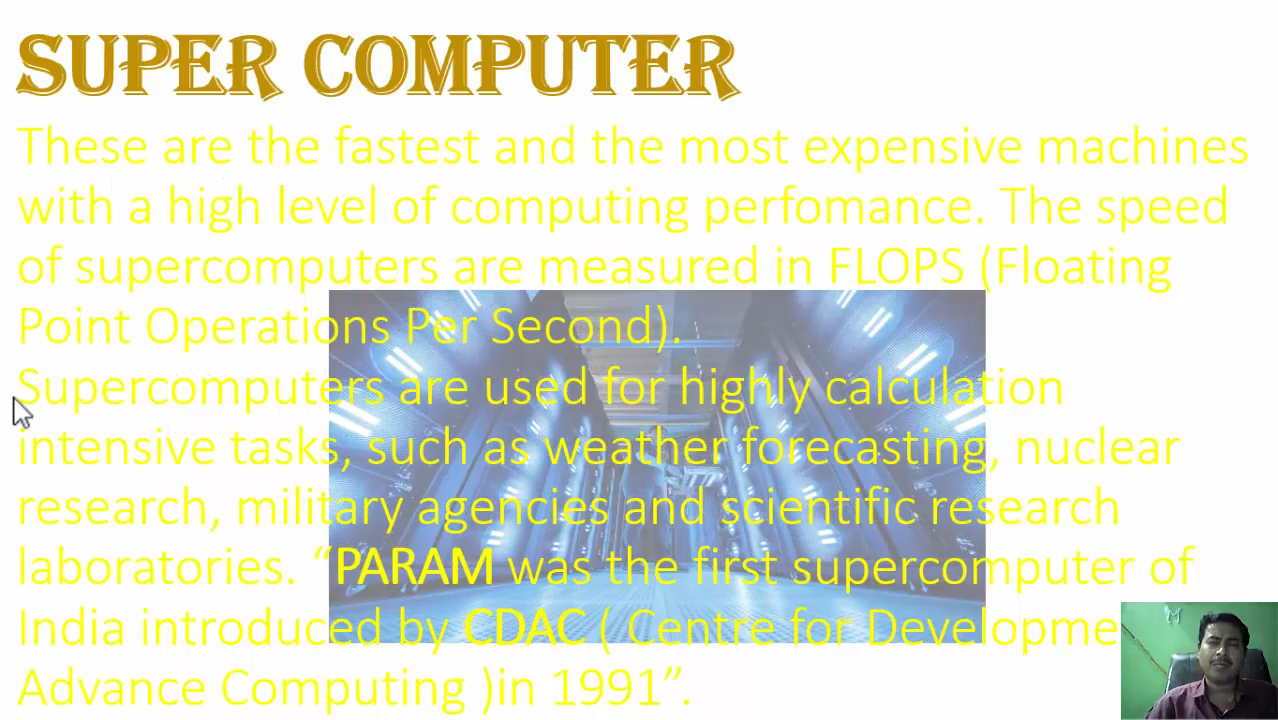 SUPER COMPUTER
These are the fastest and the most expensive machines
with a high level of computing perfomance. The speed
of supercomputers are measured in FLOPS (Floating
Point Operations Per Second).
Supercomputers are used for highly calculation
intensive tasks, such as weather forecasting, nuclear
research, military agencies and scientific research
laboratories. “PARAM was the first supercomputer of
India introduced by CDAC ( Centre for
Advance Computing )in 1991”.